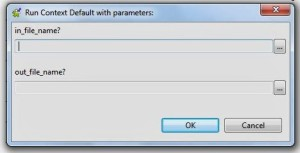 Run Context Default with parameters:
in_file_name?
...
out_file_name?
...
OK
Cancel